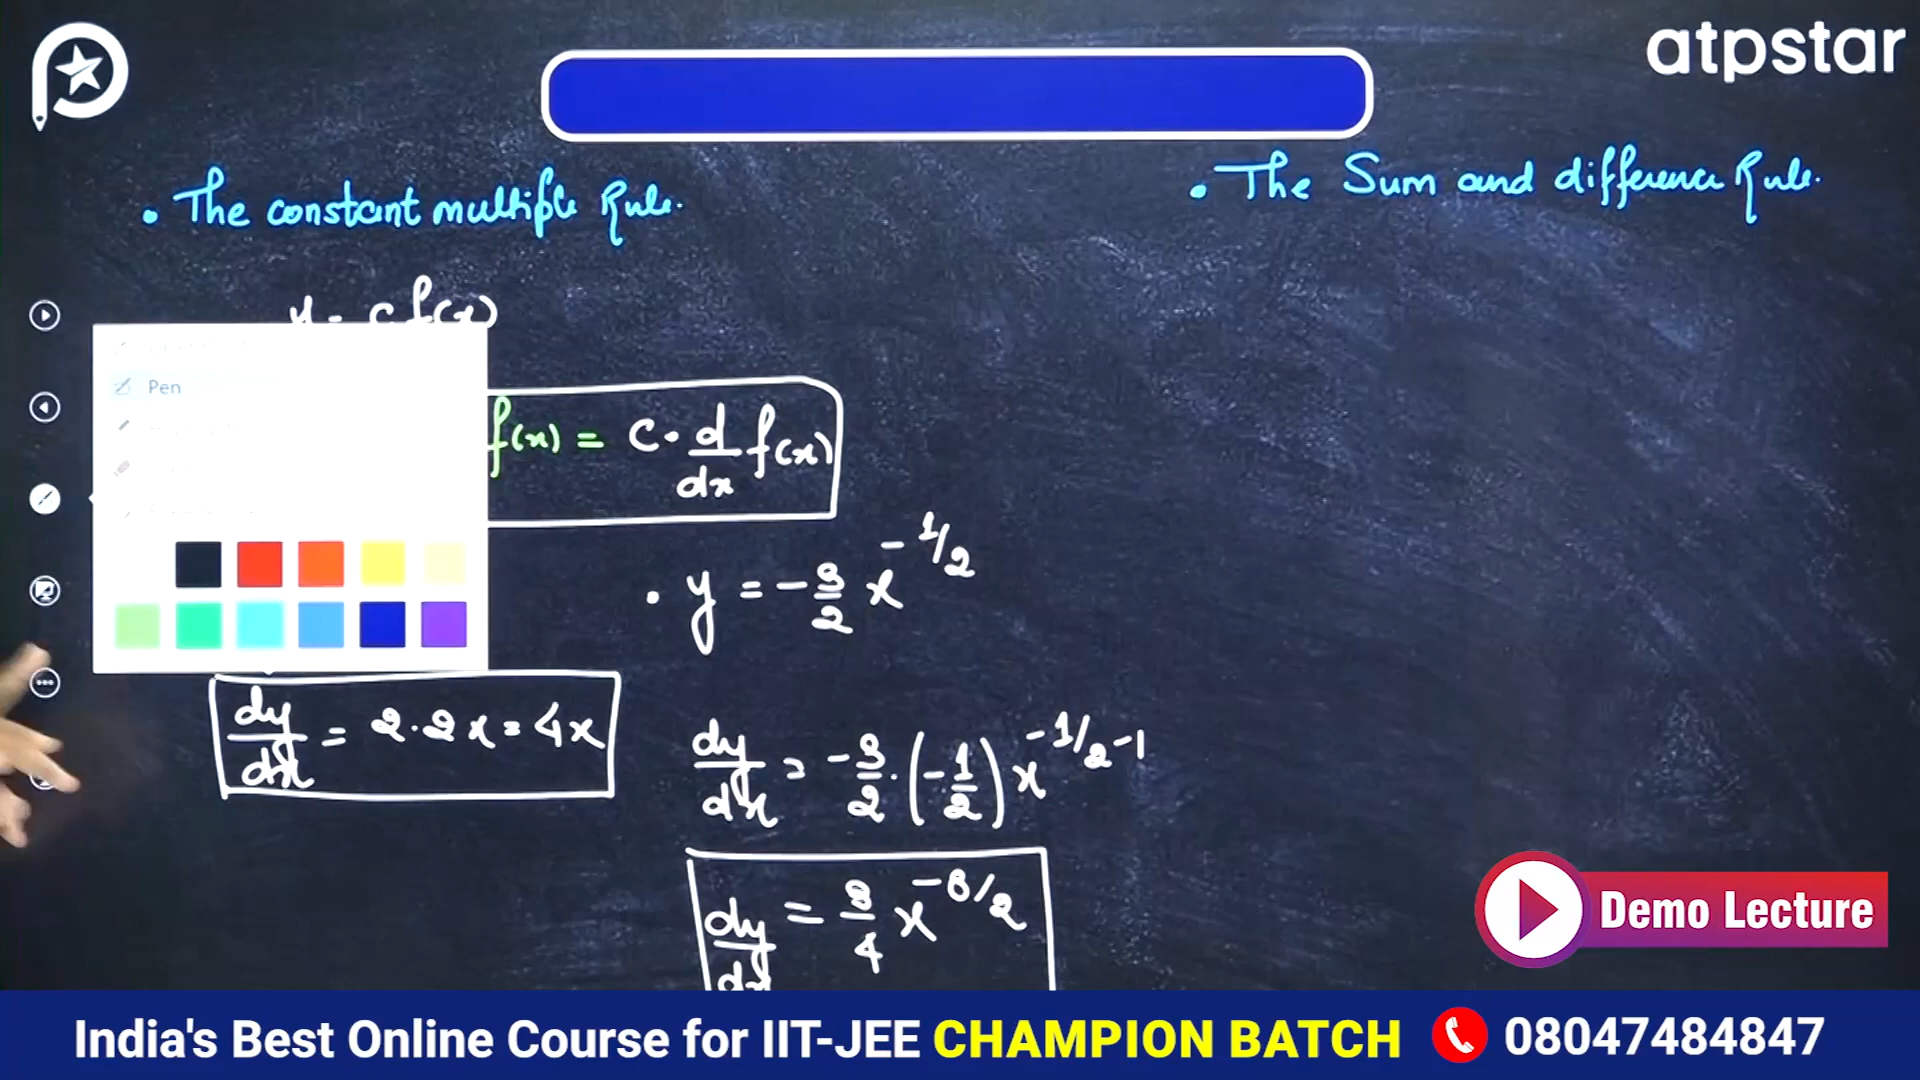 atpstar
• The constant multiple Rule.
• The Sum and difference Rule.
y = c f(x)
Pen
f(x) = c · d/dx f(x)
• y = -3/2 x^-1/2
dy/dx = 2·2x = 4x
dy/dx = -3/2 · (-1/2) x^-1/2-1
dy/dx = 3/4 x^-3/2
Demo Lecture
India's Best Online Course for IIT-JEE CHAMPION BATCH 08047484847